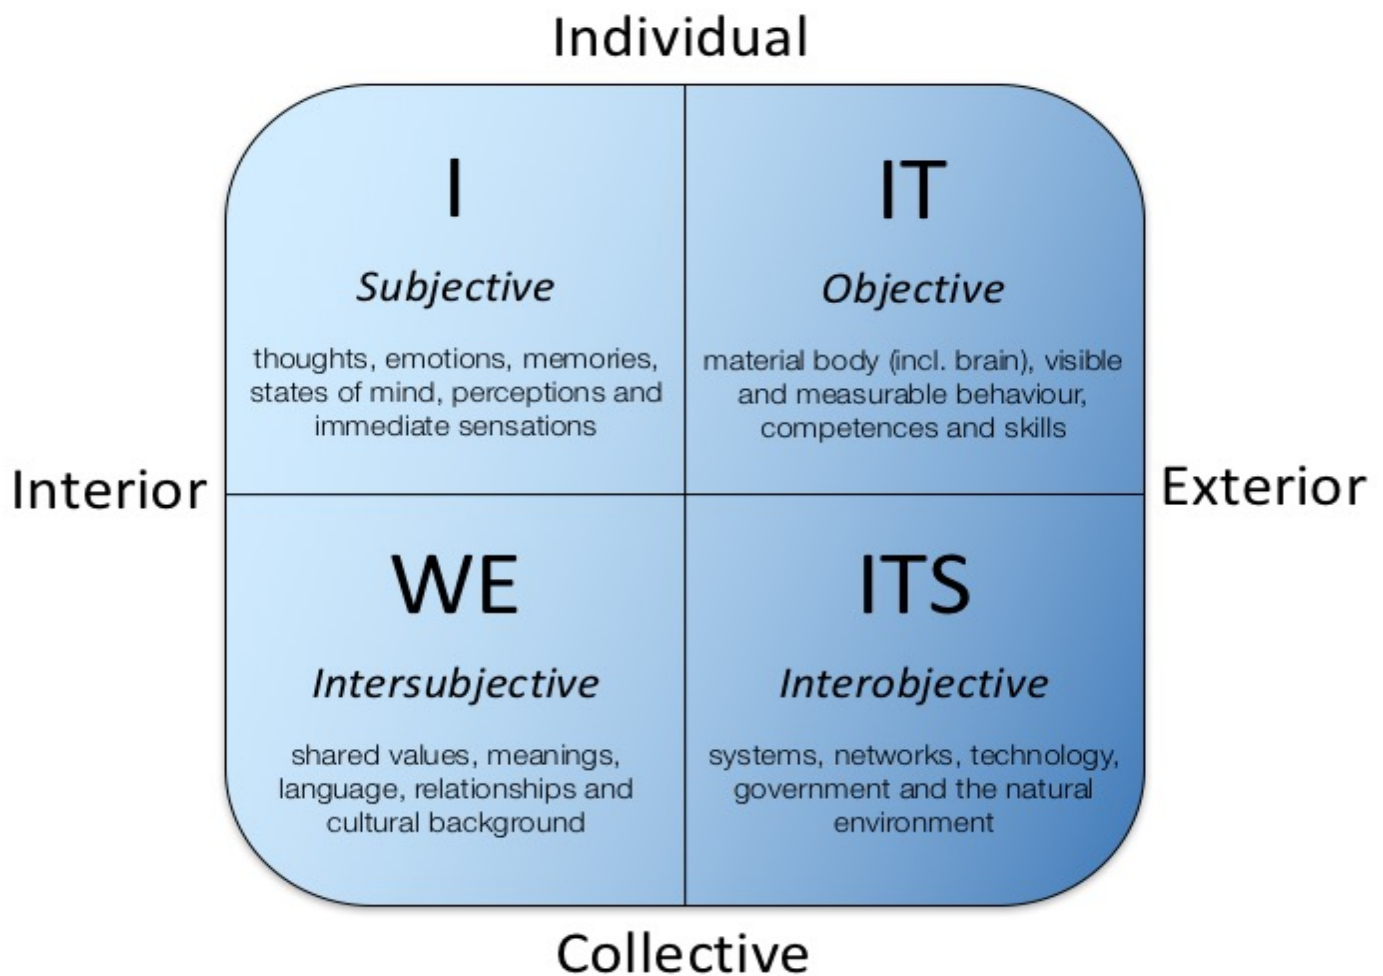 Individual
I
Subjective
thoughts, emotions, memories,
states of mind, perceptions and
immediate sensations
IT
Objective
material body (incl. brain), visible
and measurable behaviour,
competences and skills
Interior
Exterior
WE
Intersubjective
shared values, meanings,
language, relationships and
cultural background
ITS
Interobjective
systems, networks, technology,
government and the natural
environment
Collective